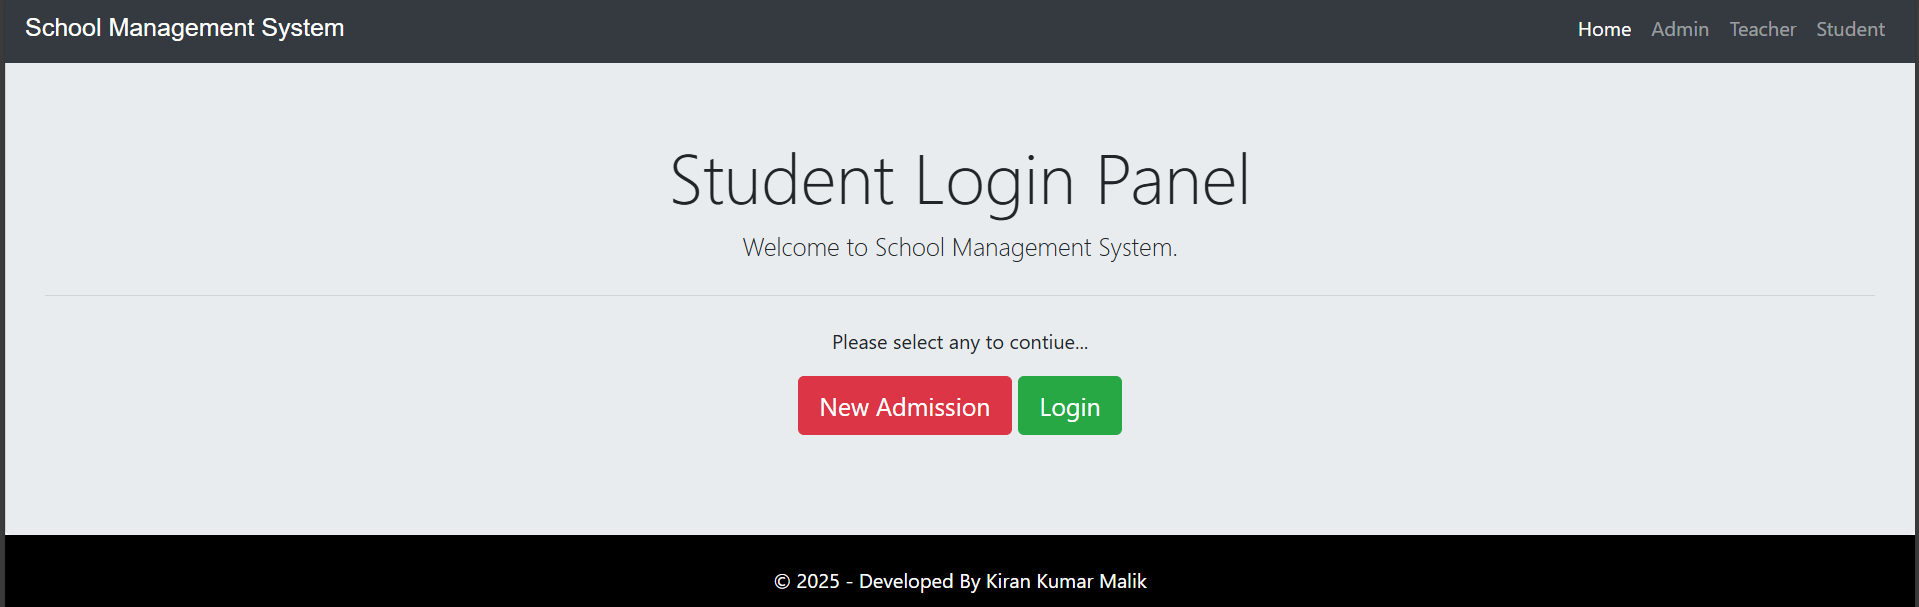 School Management System
Home Admin Teacher Student
Student Login Panel
Welcome to School Management System.
Please select any to contiue...
New Admission Login
© 2025 - Developed By Kiran Kumar Malik